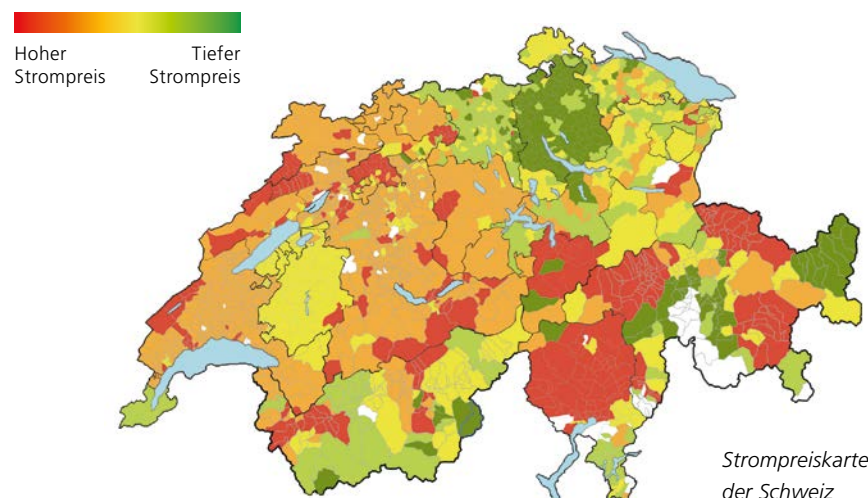 Hoher Tiefer
Strompreis Strompreis
Strompreiskarte
der Schweiz